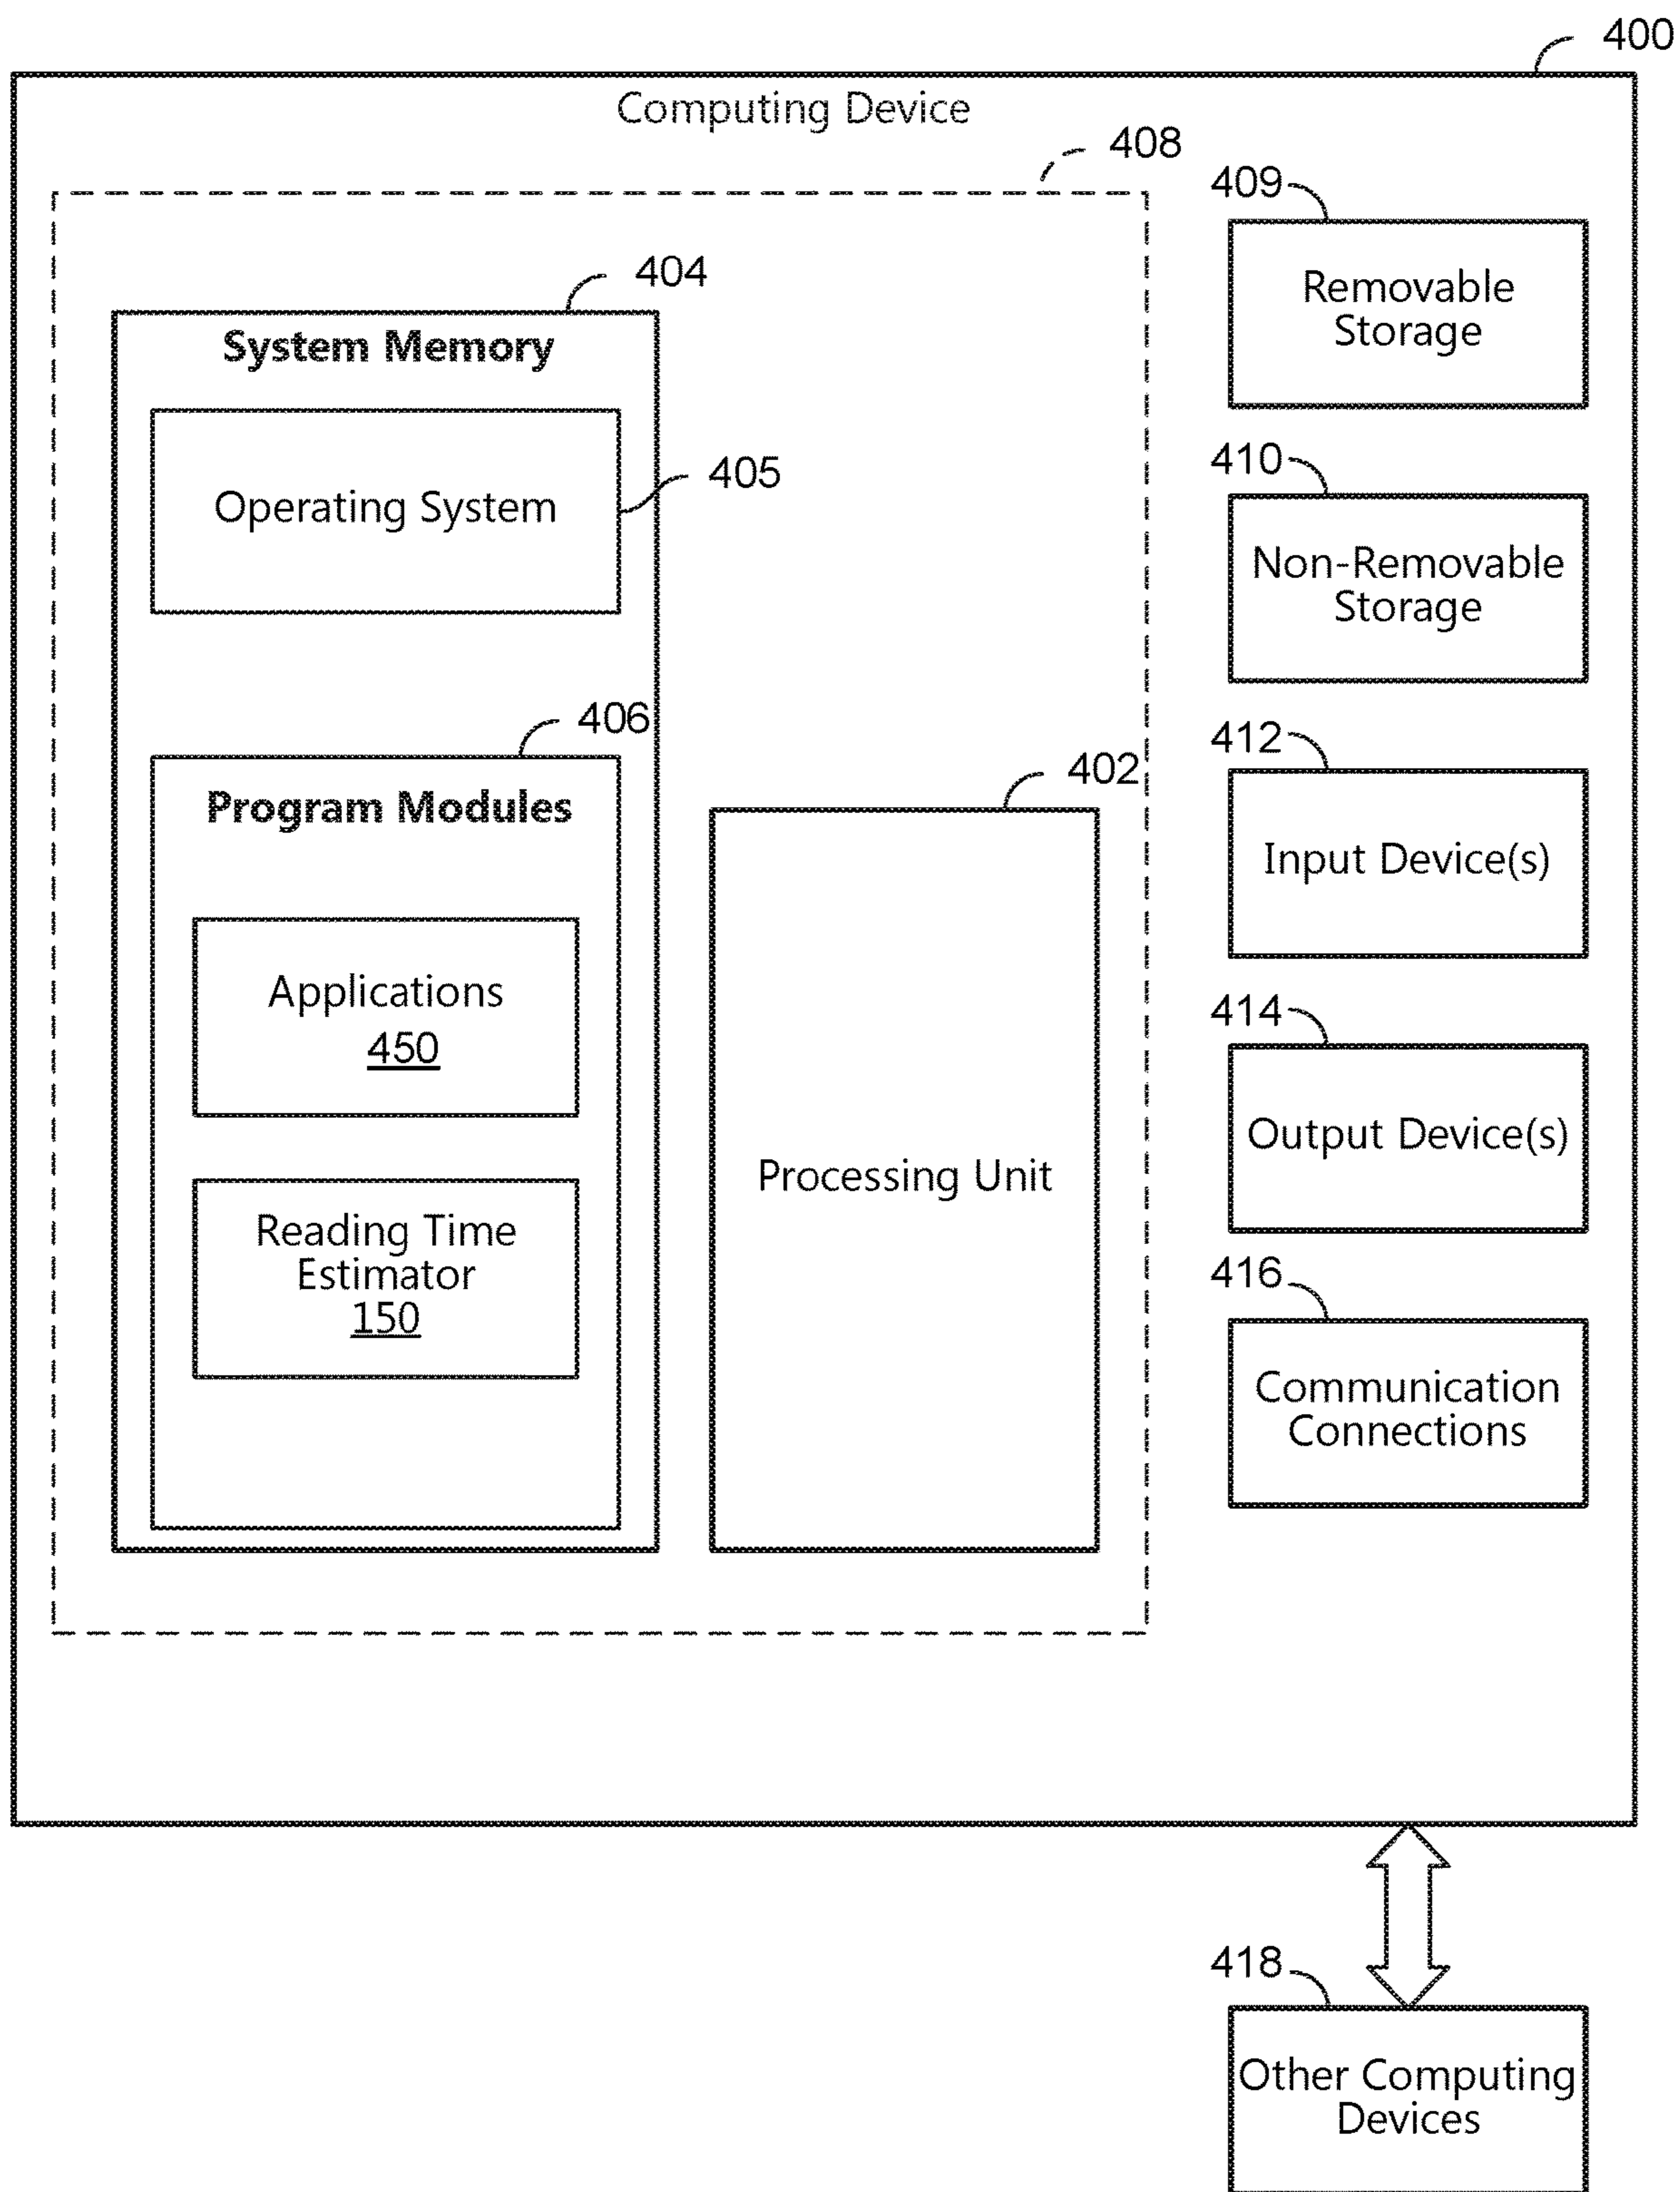 400
Computing Device
408
409
Removable
Storage
404
System Memory
Operating System
405
410
Non-Removable
Storage
406
Program Modules
402
412
Input Device(s)
Applications
450
414
Output Device(s)
Processing Unit
Reading Time
Estimator
150
416
Communication
Connections
418
Other Computing
Devices